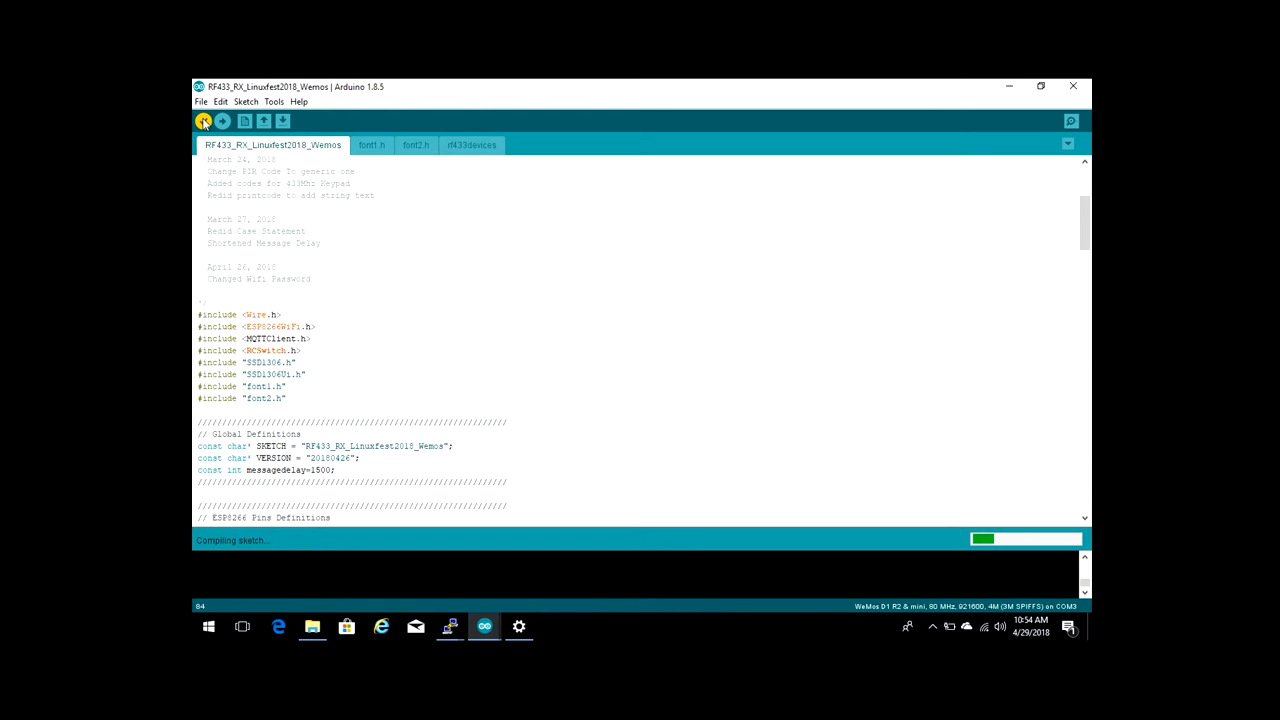 RF433_RX_Linuxfest2018_Wemos | Arduino 1.8.5
File Edit Sketch Tools Help
RF433_RX_Linuxfest2018_Wemos font1.h font2.h rf433devices
March 24, 2018
Change PIR Code To generic one
Added codes for 433Mhz Keypad
Redid printcode to add string text
March 27, 2018
Redid Case Statement
Shortened Message Delay
April 26, 2018
Changed Wifi Password
*/
#include <Wire.h>
#include <ESP8266WiFi.h>
#include <MQTTClient.h>
#include <RCSwitch.h>
#include "SSD1306.h"
#include "SSD1306Ui.h"
#include "font1.h"
#include "font2.h"
///////////////////////////////////////////////////////////////
// Global Definitions
const char* SKETCH = "RF433_RX_Linuxfest2018_Wemos";
const char* VERSION = "20180426";
const int messagedelay=1500;
///////////////////////////////////////////////////////////////
///////////////////////////////////////////////////////////////
// ESP8266 Pins Definitions
Compiling sketch...
84 WeMos D1 R2 & mini, 80 MHz, 921600, 4M (3M SPIFFS) on COM3
10:54 AM
4/29/2018
1